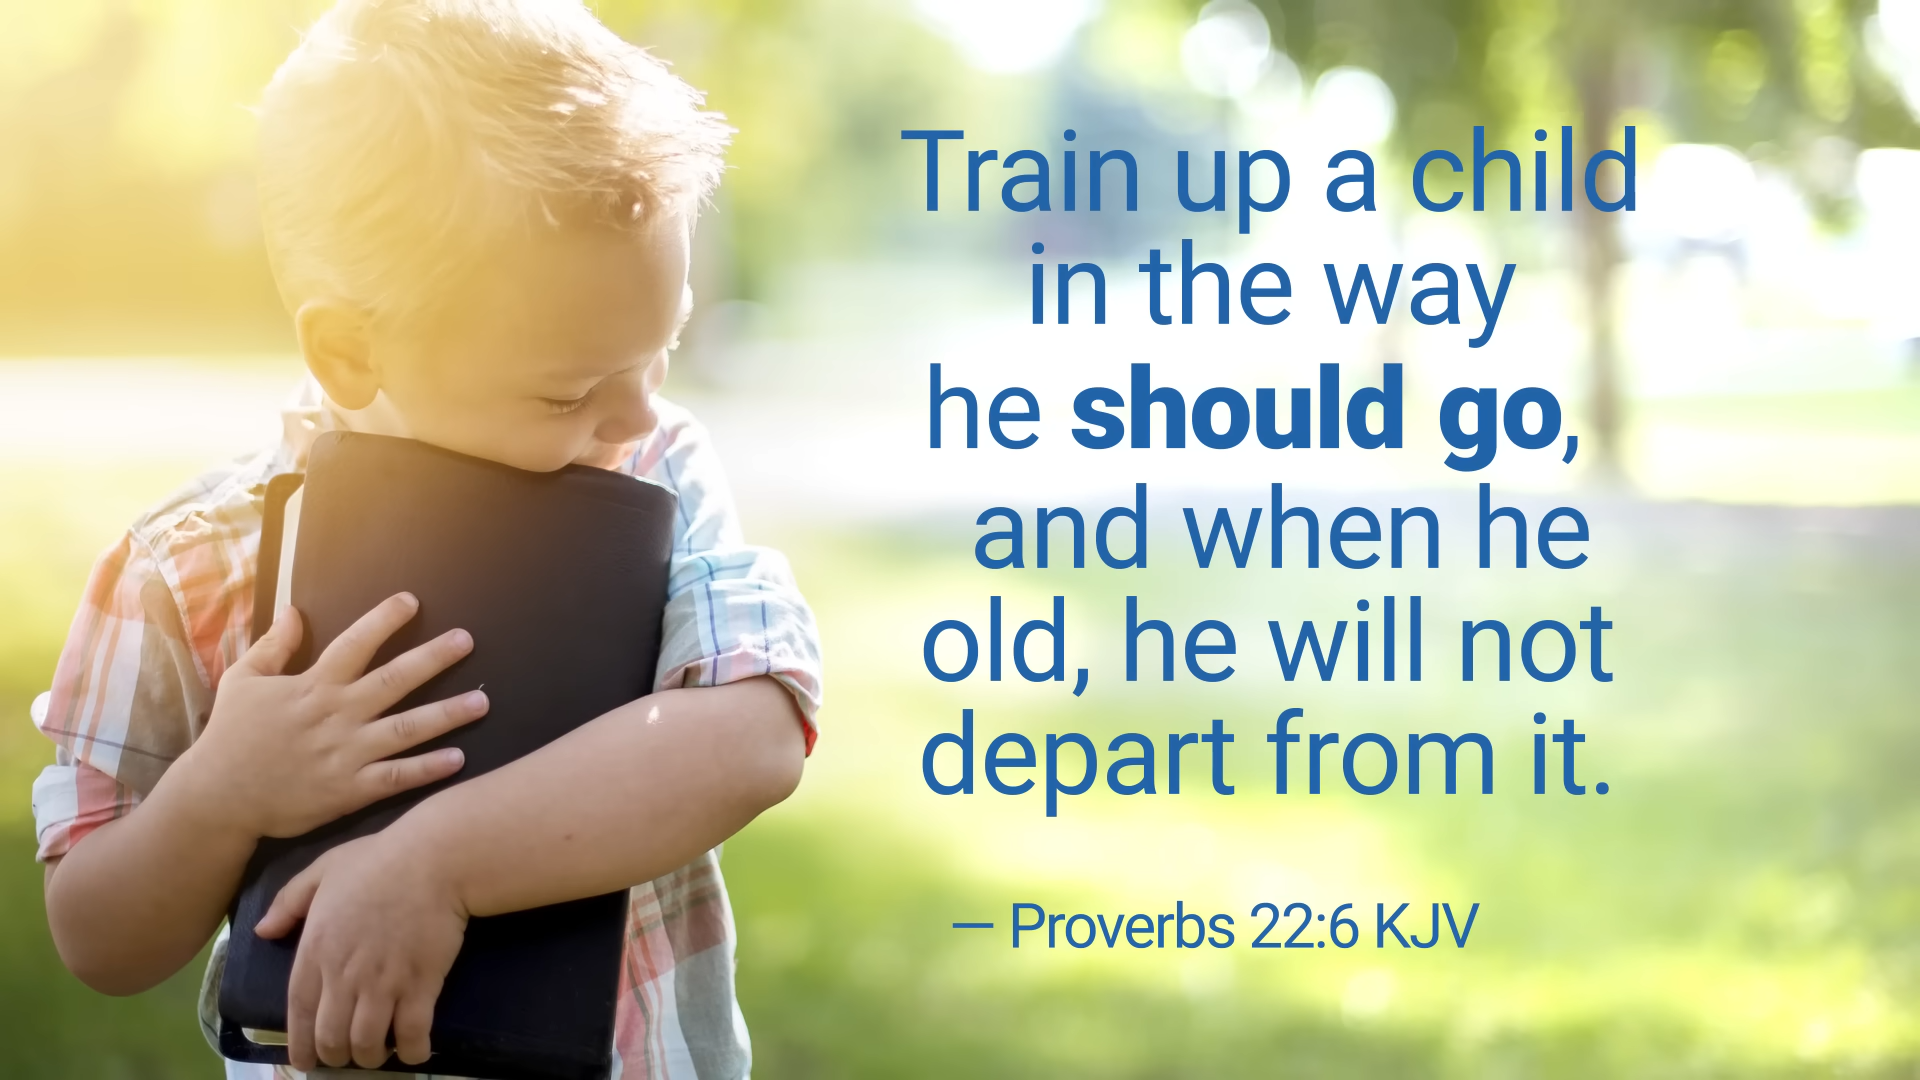 Train up a child
in the way
he should go,
and when he
old, he will not
depart from it.
— Proverbs 22:6 KJV